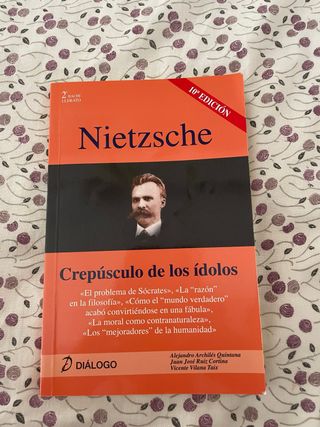 2º BACHI-
LLERATO
10ª EDICIÓN
Nietzsche
Crepúsculo de los ídolos
«El problema de Sócrates», «La “razón”
en la filosofía», «Cómo el “mundo verdadero”
acabó convirtiéndose en una fábula»,
«La moral como contranaturaleza»,
«Los “mejoradores” de la humanidad»
DIÁLOGO
Alejandro Archilés Quintana
Juan José Ruiz Cortina
Vicente Vilana Taix